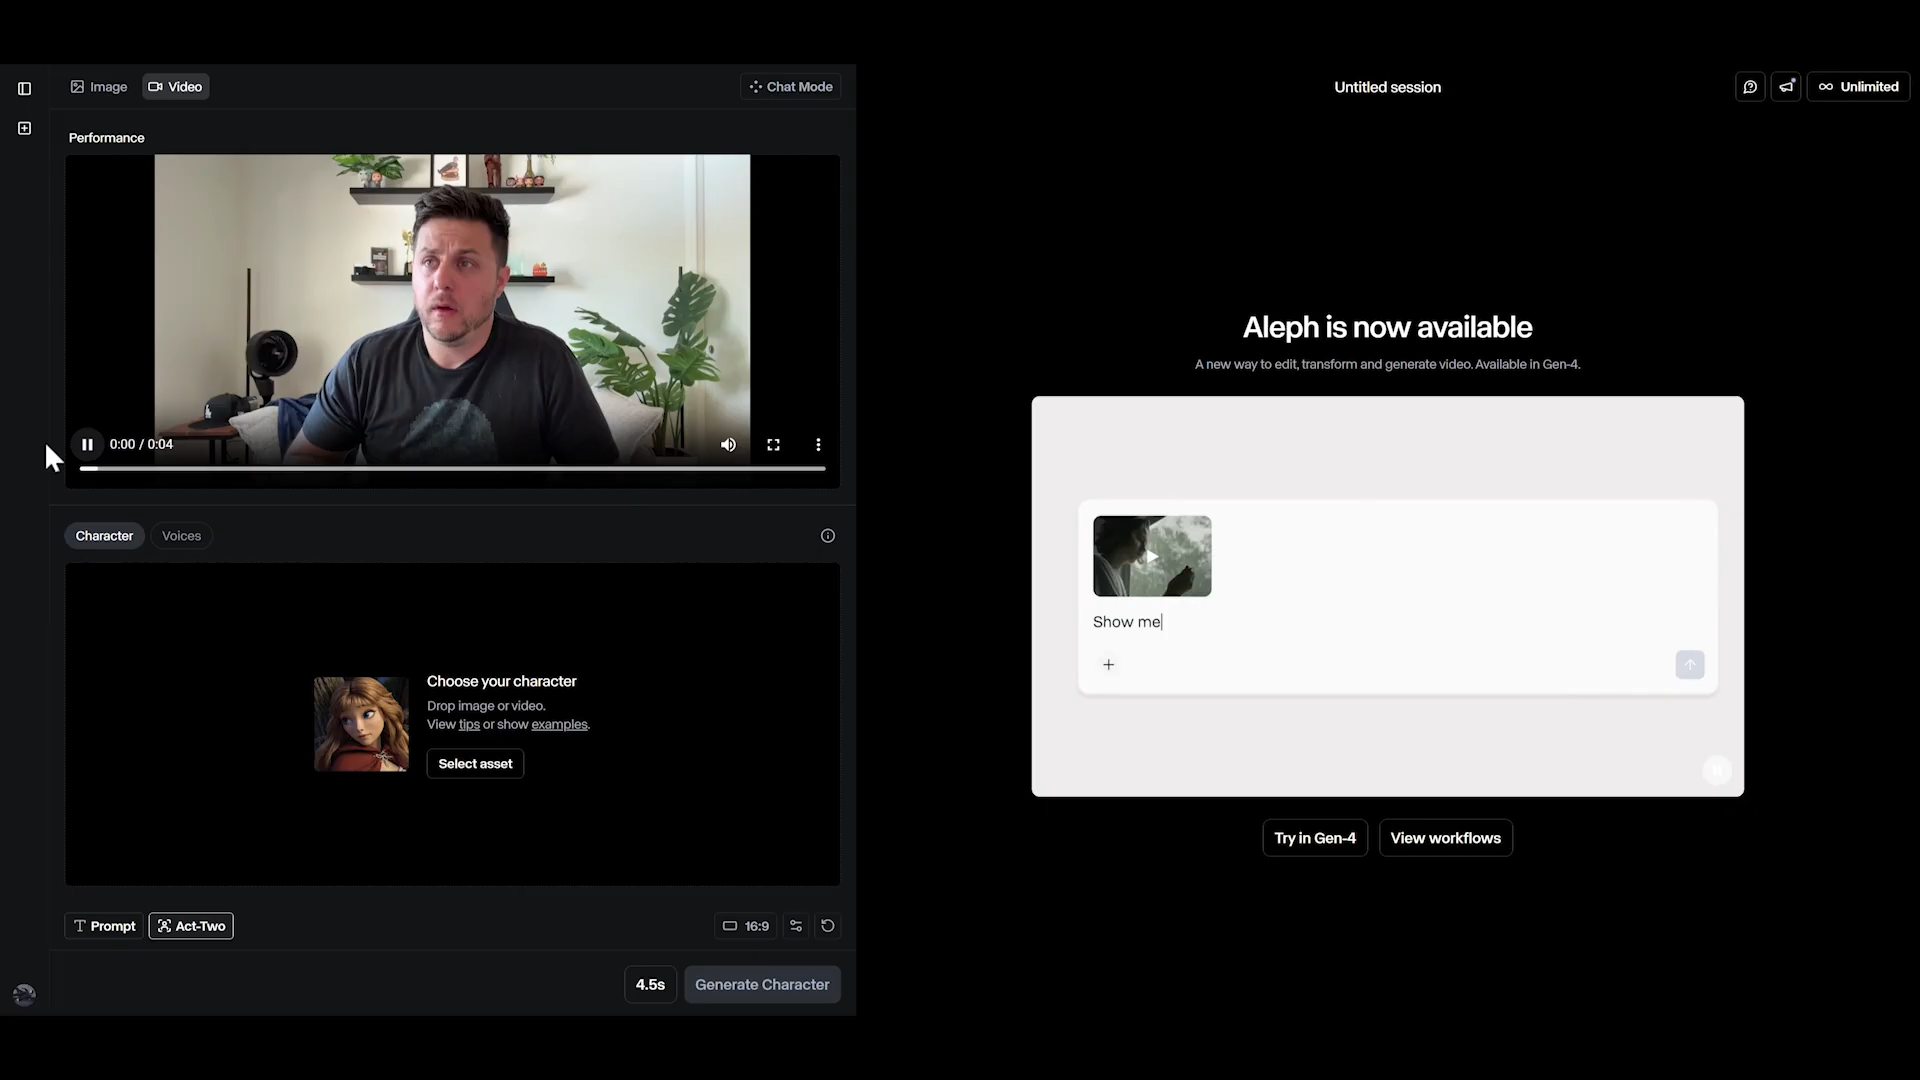 Image
Video
Chat Mode
Untitled session
Unlimited
Performance
0:00 / 0:04
Character
Voices
Choose your character
Drop image or video.
View tips or show examples.
Select asset
Prompt
Act-Two
16:9
4.5s
Generate Character
Aleph is now available
A new way to edit, transform and generate video. Available in Gen-4.
Show me
Try in Gen-4
View workflows